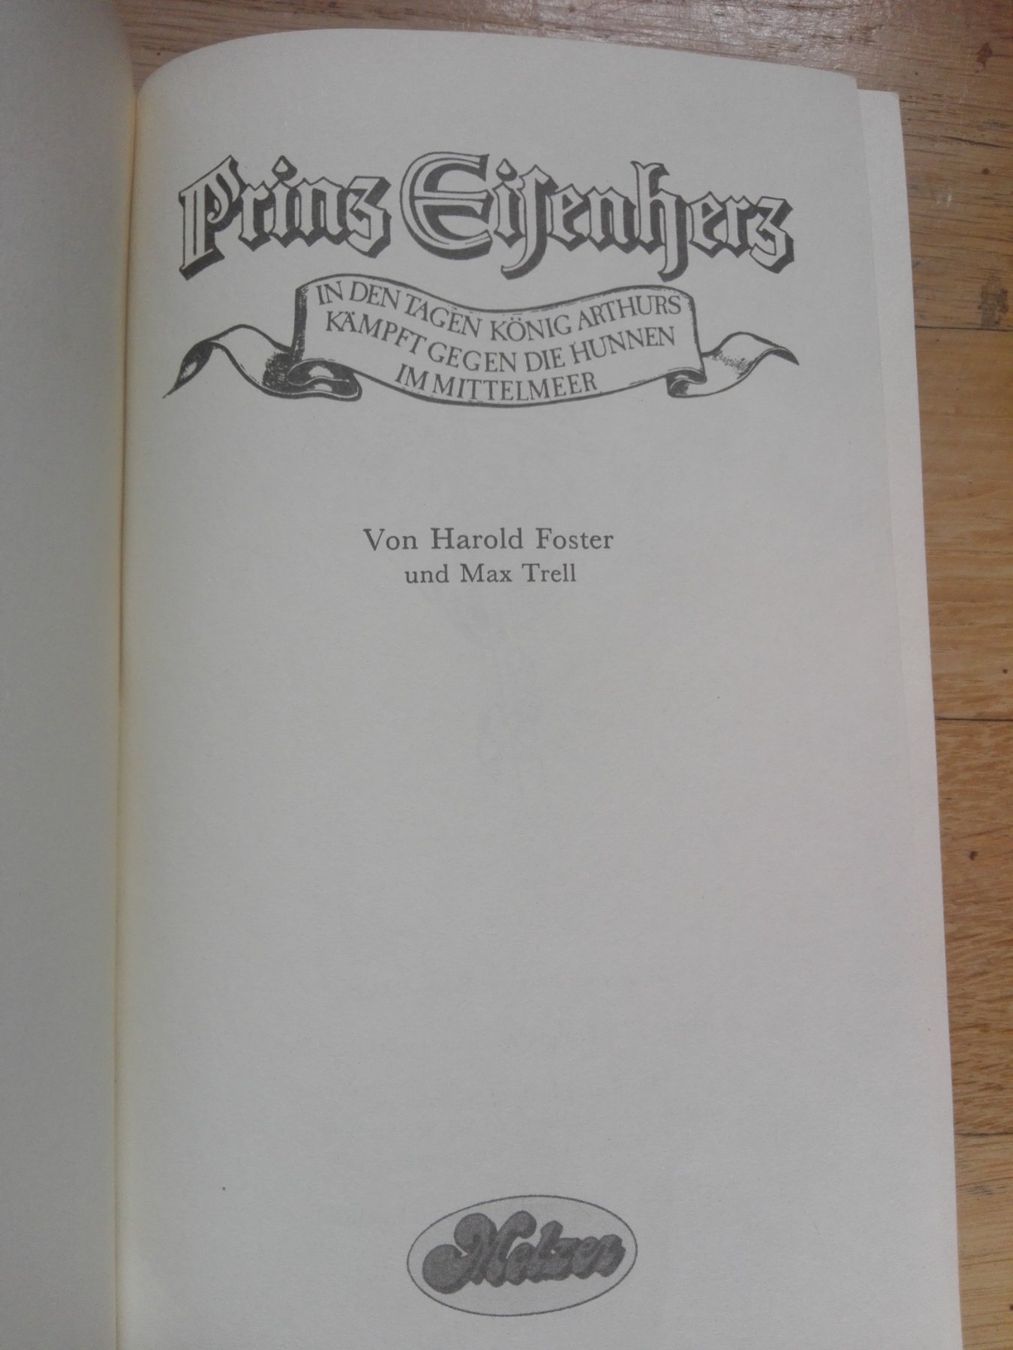 Prinz Eiſenherz
IN DEN TAGEN KÖNIG ARTHURS
KÄMPFT GEGEN DIE HUNNEN
IM MITTELMEER
Von Harold Foster
und Max Trell
Melzer